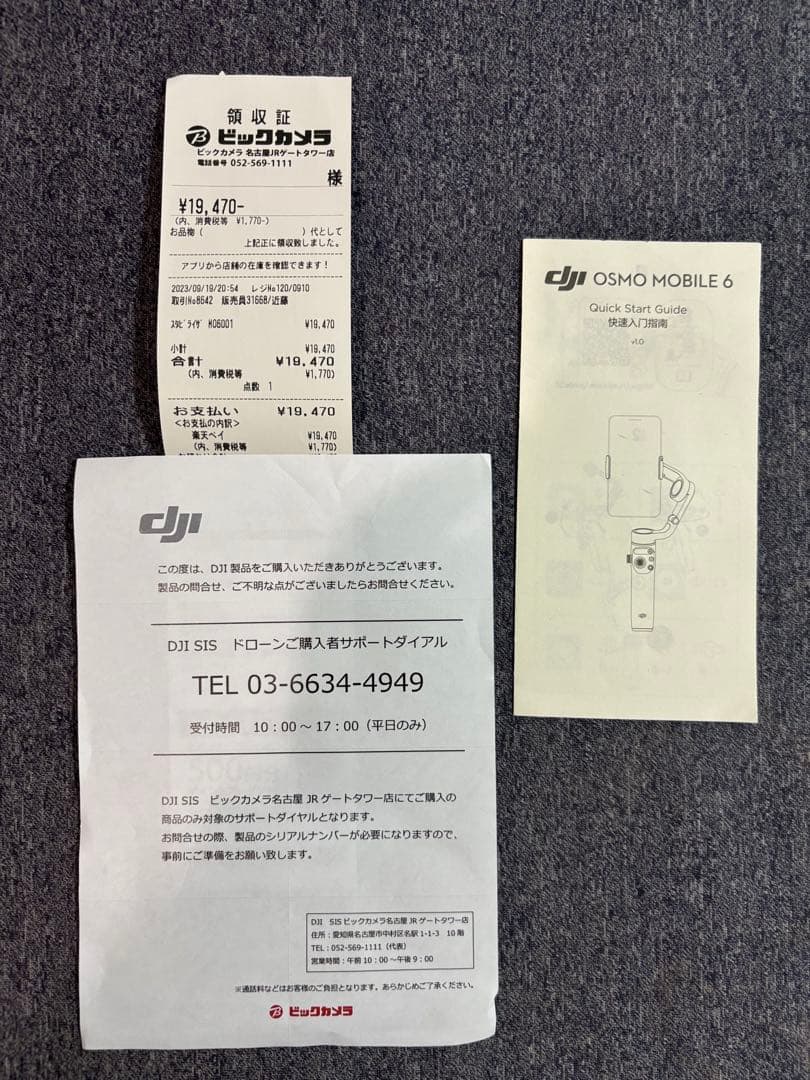 領収証
ビックカメラ
ビックカメラ 名古屋JRゲートタワー店
電話番号 052-569-1111
様
¥19,470-
(内、消費税等 ¥1,770-)
お品物 ( ) 代として
上記正に領収致しました。
アプリから店舗の在庫を確認できます!
2023/09/19/20:54 レジNo120/0910
取引No8642 販売員31668/近藤
ｽﾀﾋﾞﾗｲｻﾞ HO6001 ¥19,470
小計 ¥19,470
合計 ¥19,470
(内、消費税等 ¥1,770)
点数 1
お支払い ¥19,470
<お支払の内訳>
楽天ペイ ¥19,470
(内、消費税等 ¥1,770)
dji
この度は、DJI 製品をご購入いただきありがとうございます。
製品の問合せ、ご不明な点がございましたらお問合せください。
DJI SIS ドローンご購入者サポートダイアル
TEL 03-6634-4949
受付時間 10:00～17:00（平日のみ）
DJI SIS ビックカメラ名古屋 JR ゲートタワー店にてご購入の
商品のみ対象のサポートダイヤルとなります。
お問合せの際、製品のシリアルナンバーが必要になりますので、
事前にご準備をお願い致します。
DJI SIS ビックカメラ名古屋 JR ゲートタワー店
住所：愛知県名古屋市中村区名駅 1-1-3 10 階
TEL：052-569-1111（代表）
営業時間：午前 10：00 ～午後 9：00
※通話料などはお客様のご負担となります。あらかじめご了承ください。
ビックカメラ
dji OSMO MOBILE 6
Quick Start Guide
快速入门指南
v1.0